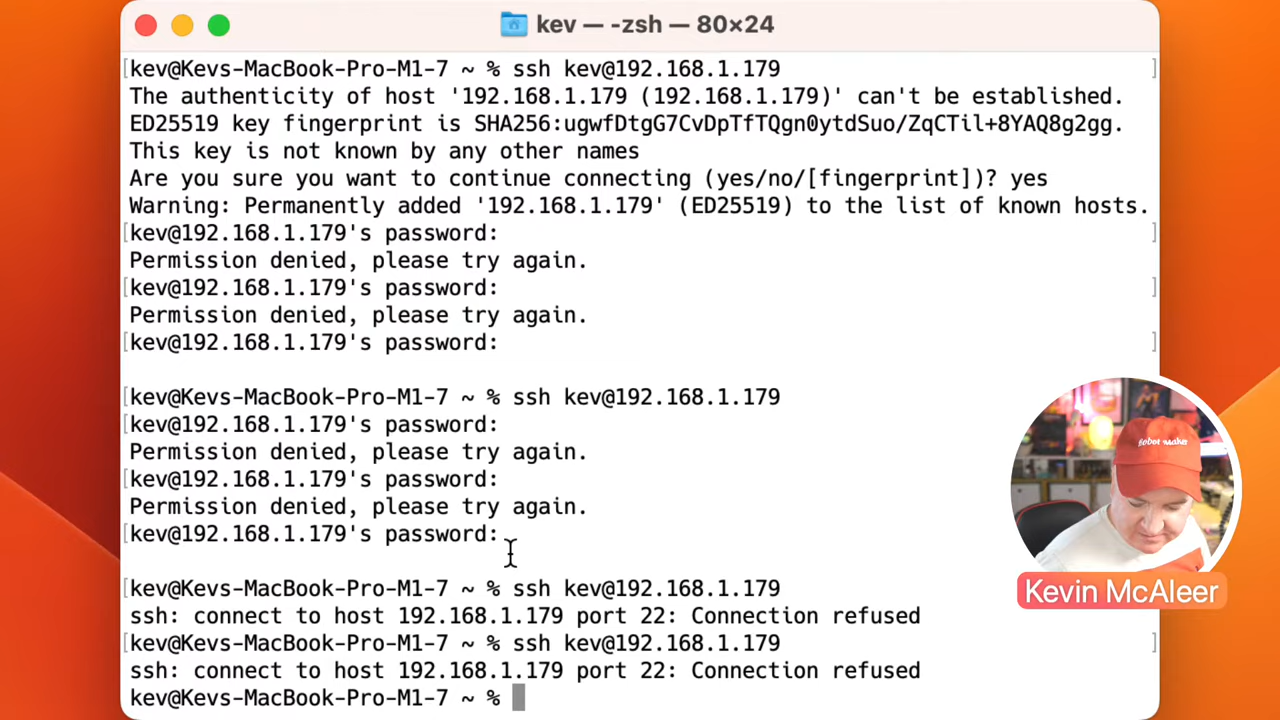 kev — -zsh — 80×24
[kev@Kevs-MacBook-Pro-M1-7 ~ % ssh kev@192.168.1.179 ]
The authenticity of host '192.168.1.179 (192.168.1.179)' can't be established.
ED25519 key fingerprint is SHA256:ugwfDtgG7CvDpTfTQgn0ytdSuo/ZqCTil+8YAQ8g2gg.
This key is not known by any other names
Are you sure you want to continue connecting (yes/no/[fingerprint])? yes
Warning: Permanently added '192.168.1.179' (ED25519) to the list of known hosts.
[kev@192.168.1.179's password: ]
Permission denied, please try again.
[kev@192.168.1.179's password: ]
Permission denied, please try again.
[kev@192.168.1.179's password: ]
[kev@Kevs-MacBook-Pro-M1-7 ~ % ssh kev@192.168.1.179
[kev@192.168.1.179's password:
Permission denied, please try again.
[kev@192.168.1.179's password:
Permission denied, please try again.
[kev@192.168.1.179's password:
[kev@Kevs-MacBook-Pro-M1-7 ~ % ssh kev@192.168.1.179
ssh: connect to host 192.168.1.179 port 22: Connection refused
[kev@Kevs-MacBook-Pro-M1-7 ~ % ssh kev@192.168.1.179 ]
ssh: connect to host 192.168.1.179 port 22: Connection refused
kev@Kevs-MacBook-Pro-M1-7 ~ %
Robot Maker
Kevin McAleer